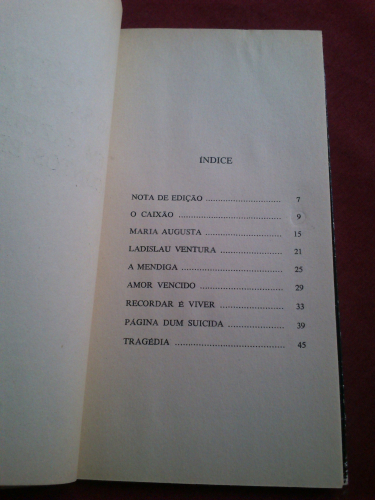 ÍNDICE
NOTA DE EDIÇÃO ........................ 7
O CAIXÃO ................................ 9
MARIA AUGUSTA ........................ 15
LADISLAU VENTURA ..................... 21
A MENDIGA .............................. 25
AMOR VENCIDO ......................... 29
RECORDAR É VIVER .................... 33
PÁGINA DUM SUICIDA .................. 39
TRAGÉDIA ................................ 45